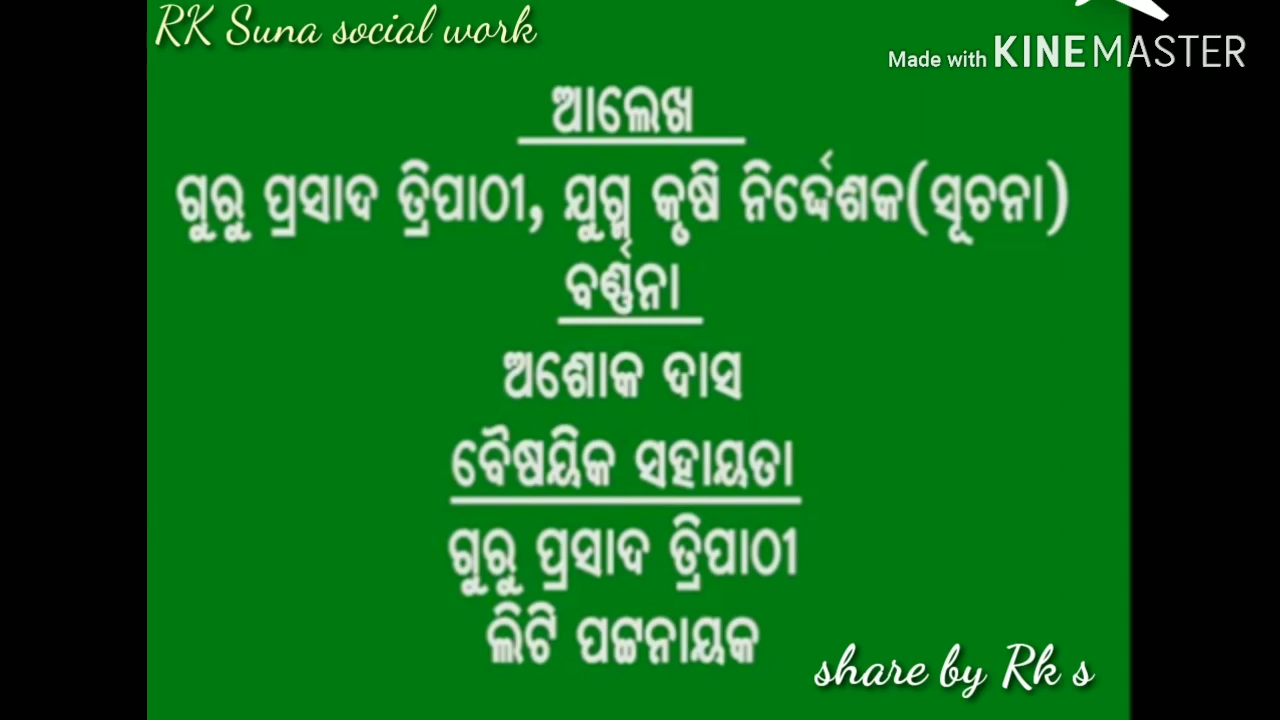 RK Suna social work
Made with KINEMASTER
ଆଲେଖ
ଗୁରୁ ପ୍ରସାଦ ତ୍ରିପାଠୀ, ଯୁଗ୍ମ କୃଷି ନିର୍ଦ୍ଦେଶକ(ସୂଚନା)
ବର୍ଣ୍ଣନା
ଅଶୋକ ଦାସ
ବୈଷୟିକ ସହାୟତା
ଗୁରୁ ପ୍ରସାଦ ତ୍ରିପାଠୀ
ଲିଟି ପଟ୍ଟନାୟକ
share by Rk s